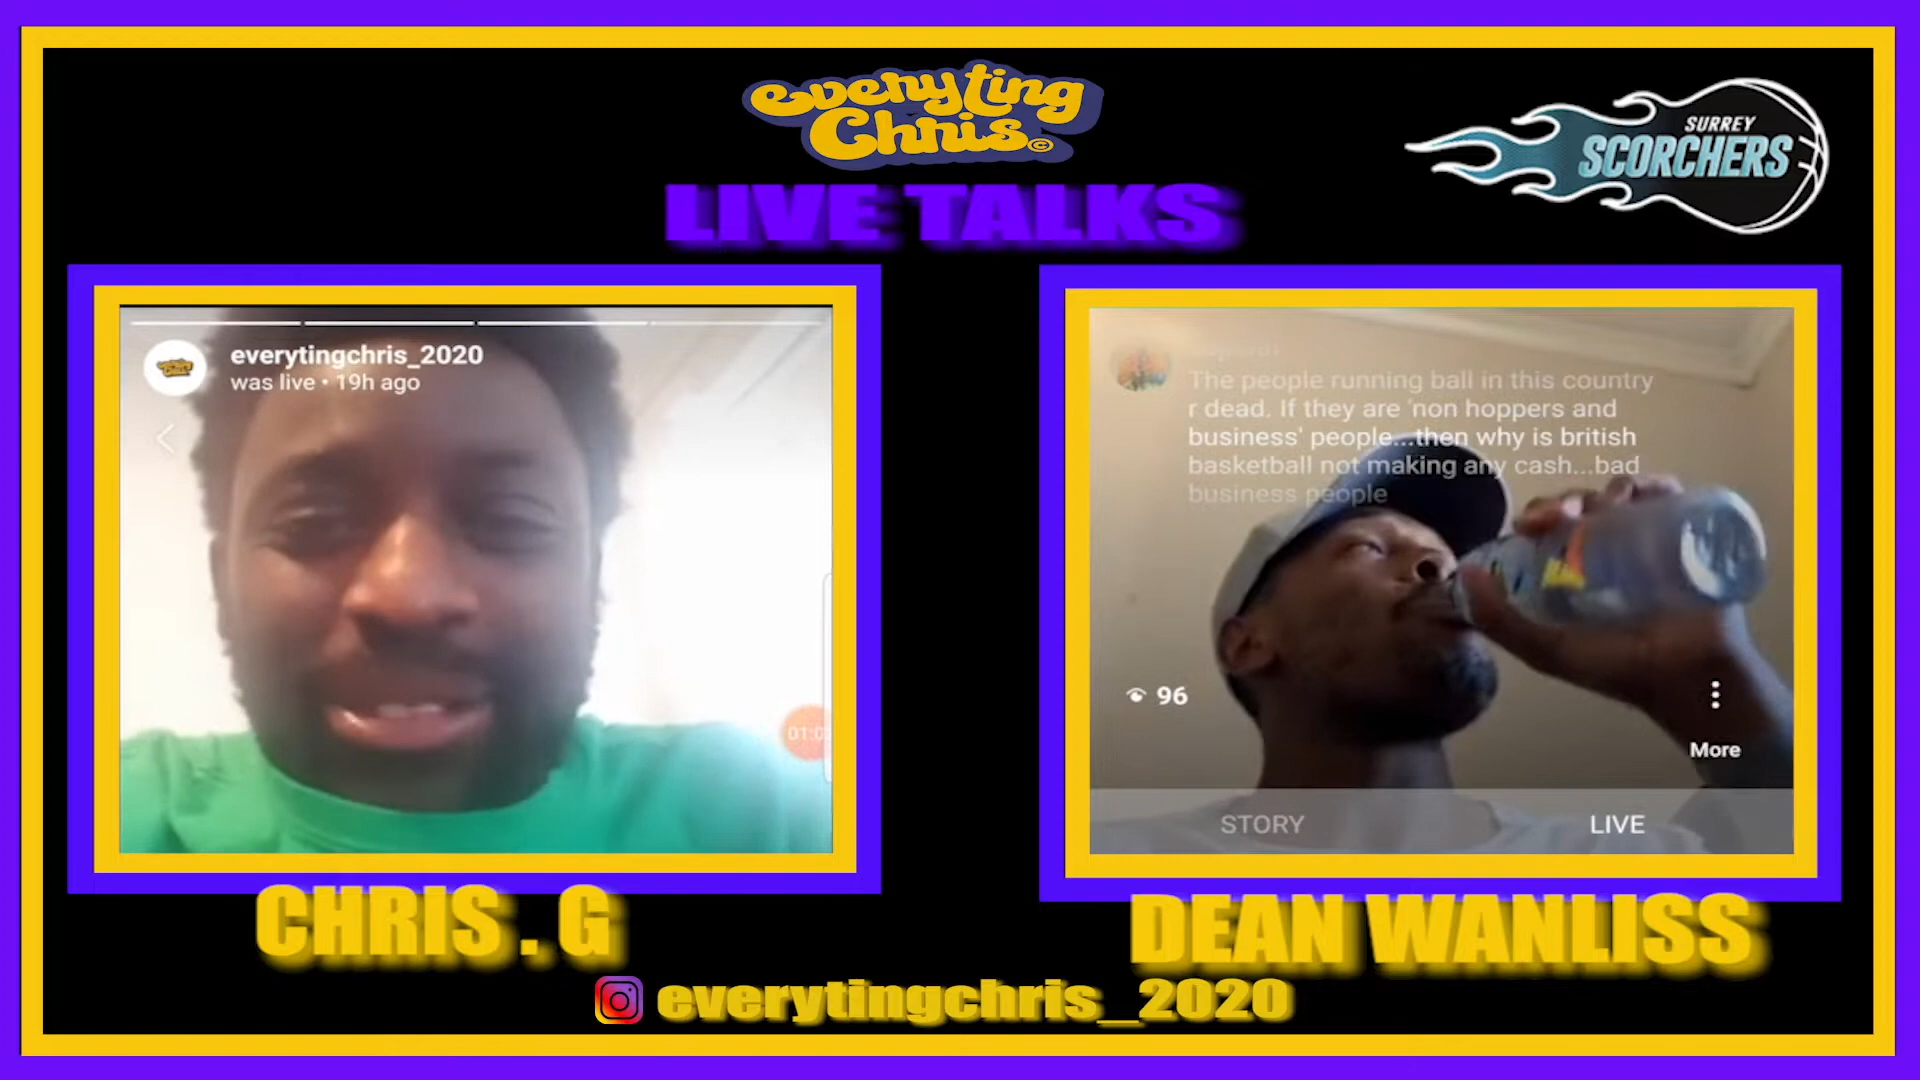 everyting
Chris©
LIVE TALKS
SURREY
SCORCHERS
everytingchris_2020
was live • 19h ago
The people running ball in this country
r dead. If they are 'non hoppers and
business' people...then why is british
basketball not making any cash...bad
business people
96
More
STORY
LIVE
CHRIS . G
DEAN WANLISS
everytingchris_2020